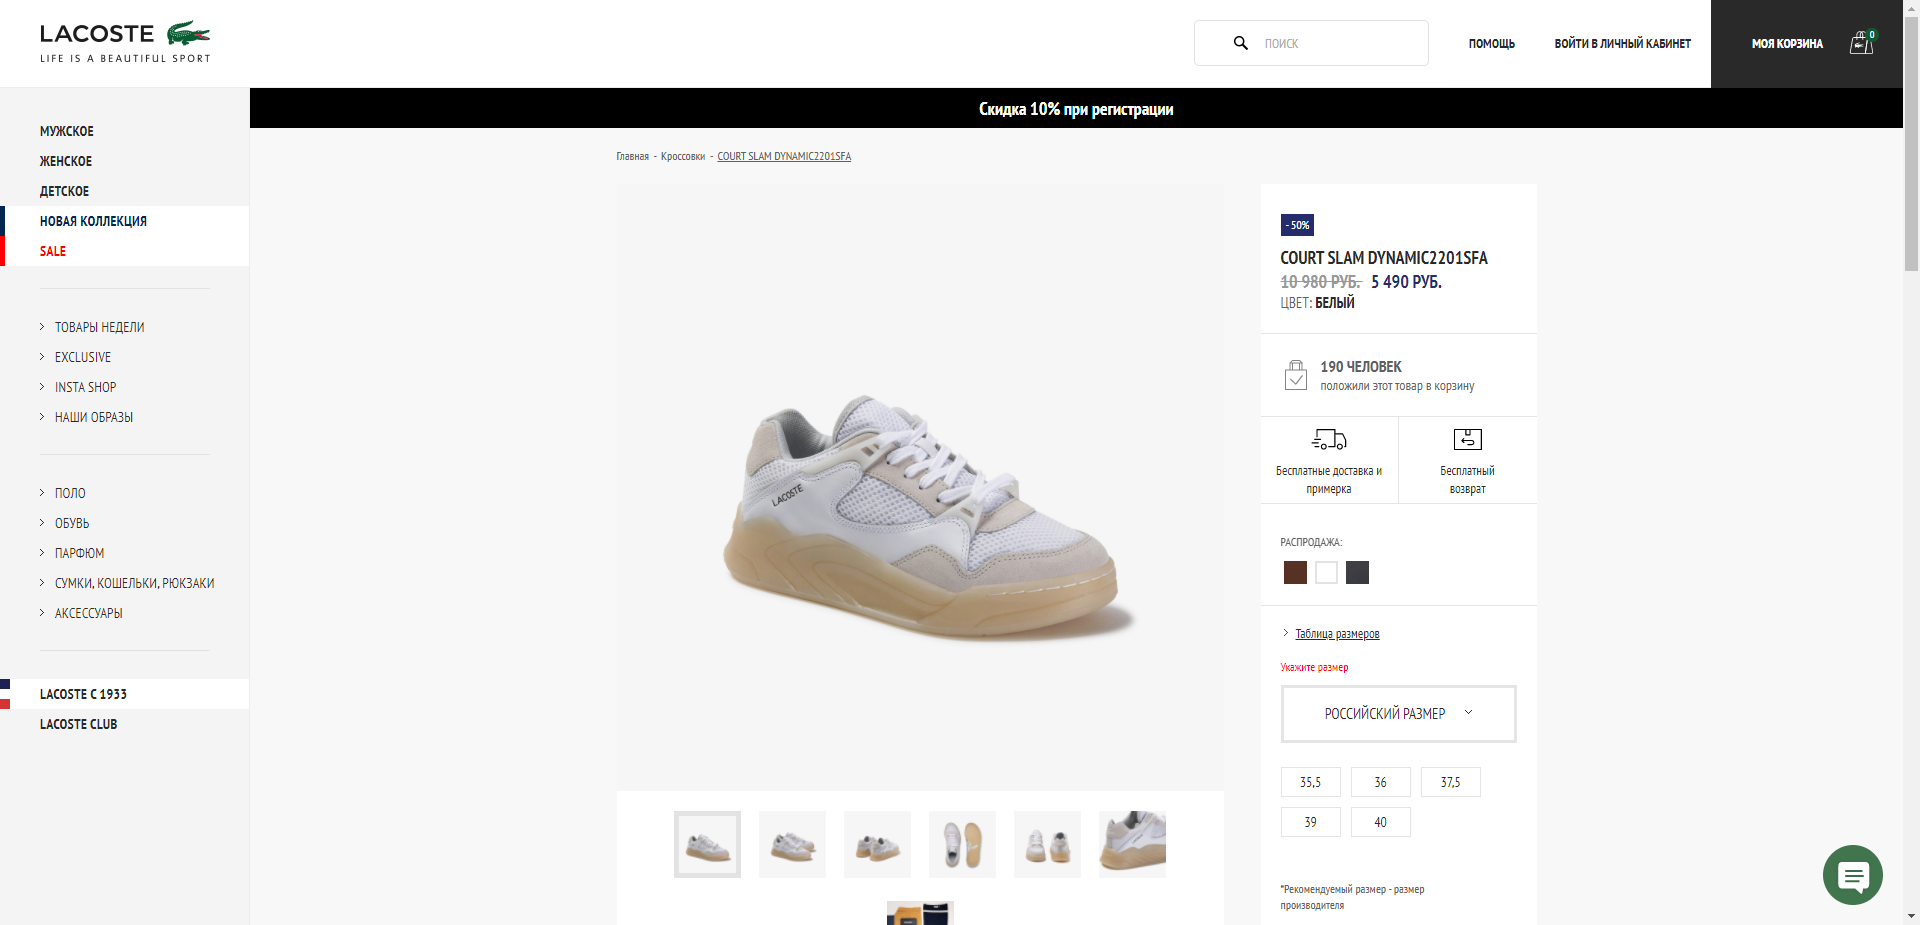 LACOSTE
LIFE IS A BEAUTIFUL SPORT
ПОИСК
ПОМОЩЬ
ВОЙТИ В ЛИЧНЫЙ КАБИНЕТ
МОЯ КОРЗИНА
0
Скидка 10% при регистрации
МУЖСКОЕ
ЖЕНСКОЕ
ДЕТСКОЕ
НОВАЯ КОЛЛЕКЦИЯ
SALE
ТОВАРЫ НЕДЕЛИ
EXCLUSIVE
INSTA SHOP
НАШИ ОБРАЗЫ
ПОЛО
ОБУВЬ
ПАРФЮМ
СУМКИ, КОШЕЛЬКИ, РЮКЗАКИ
АКСЕССУАРЫ
LACOSTE С 1933
LACOSTE CLUB
Главная - Кроссовки - COURT SLAM DYNAMIC2201SFA
LACOSTE
- 50%
COURT SLAM DYNAMIC2201SFA
10 980 РУБ. 5 490 РУБ.
ЦВЕТ: БЕЛЫЙ
190 ЧЕЛОВЕК
положили этот товар в корзину
Бесплатные доставка и
примерка
Бесплатный
возврат
РАСПРОДАЖА:
Таблица размеров
Укажите размер
РОССИЙСКИЙ РАЗМЕР
35,5 36 37,5
39 40
*Рекомендуемый размер - размер
производителя